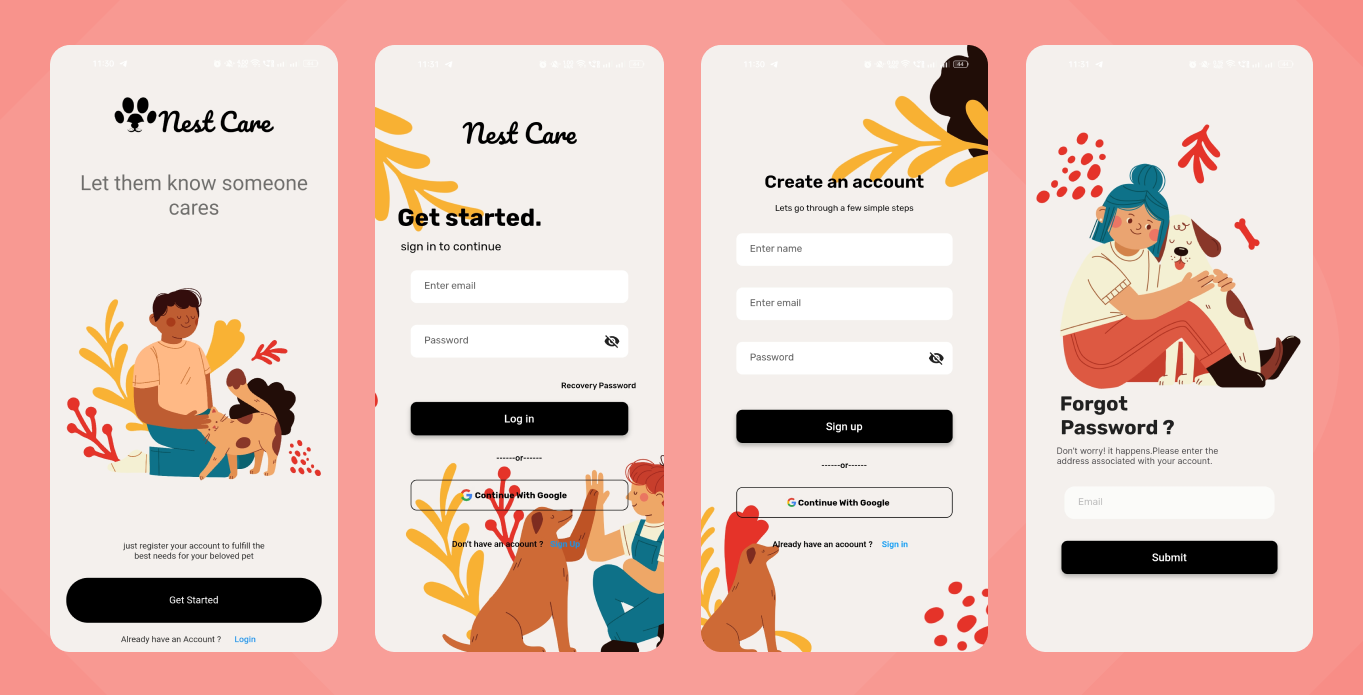 11:30
Nest Care
Let them know someone
cares
just register your account to fulfill the
best needs for your beloved pet
Get Started
Already have an Account ? Login
11:31
Nest Care
Get started.
sign in to continue
Enter email
Password
Recovery Password
Log in
------or------
Continue With Google
Don't have an acoount ? Sign up
11:30
44
Create an account
Lets go through a few simple steps
Enter name
Enter email
Password
Sign up
------or------
Continue With Google
Already have an acoount ? Sign in
11:31
Forgot
Password ?
Don't worry! it happens.Please enter the
address associated with your account.
Email
Submit